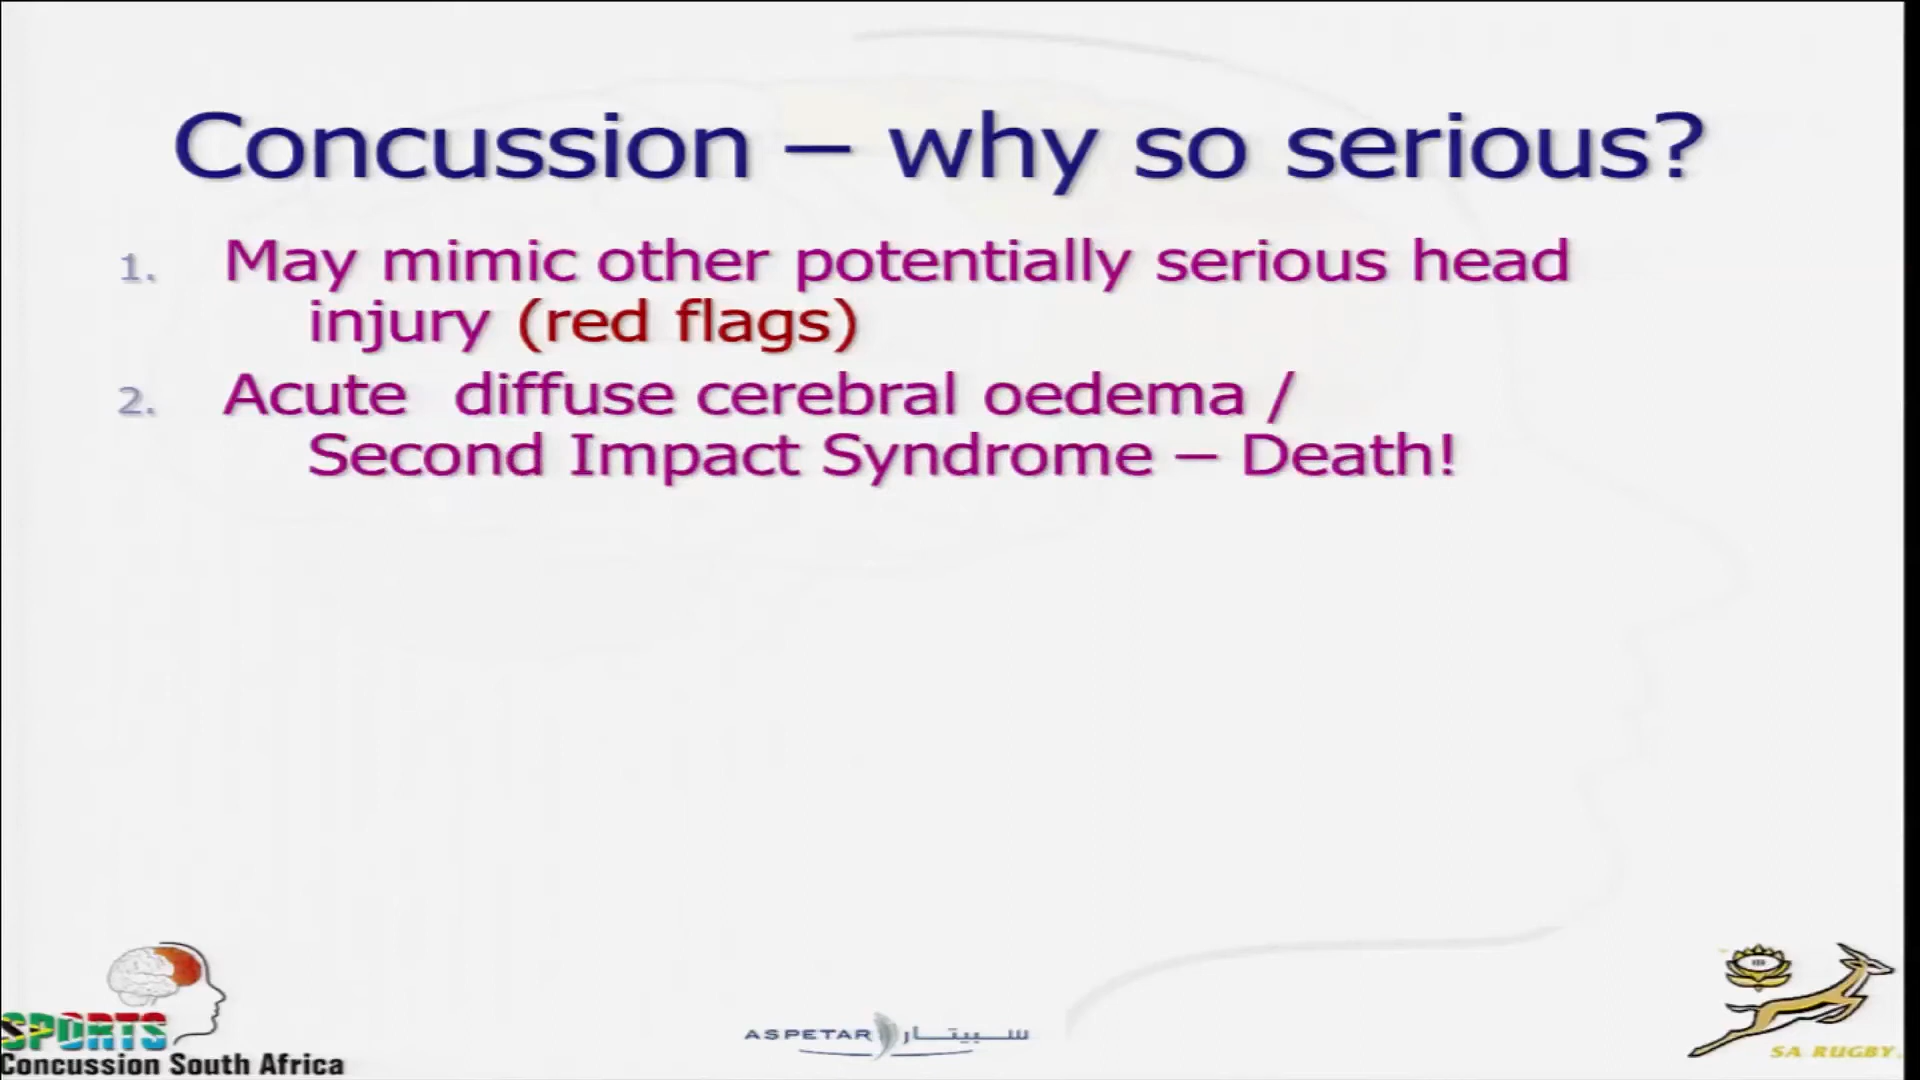 Concussion – why so serious?
1. May mimic other potentially serious head
injury (red flags)
2. Acute diffuse cerebral oedema /
Second Impact Syndrome – Death!
SPORTS
Concussion South Africa
ASPETAR سبيتار
SA RUGBY